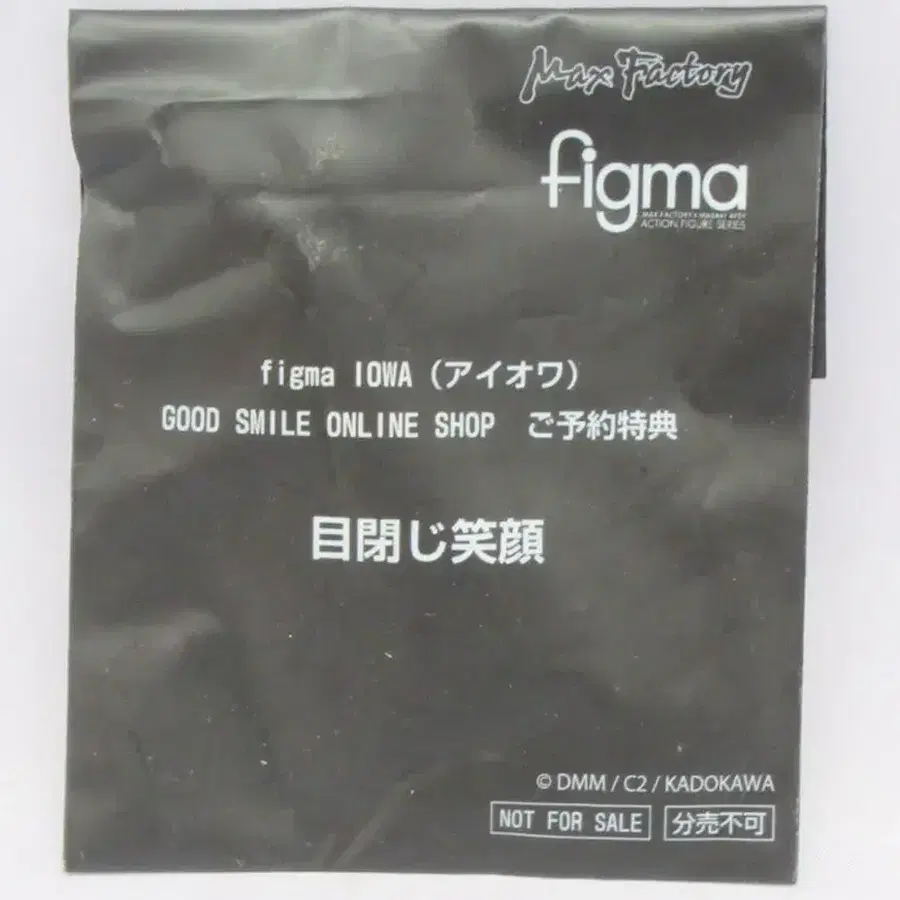 Max Factory
figma
MAX FACTORY × MASAKI APSY
ACTION FIGURE SERIES
figma IOWA（アイオワ）
GOOD SMILE ONLINE SHOP　ご予約特典
目閉じ笑顔
© DMM / C2 / KADOKAWA
NOT FOR SALE 分売不可